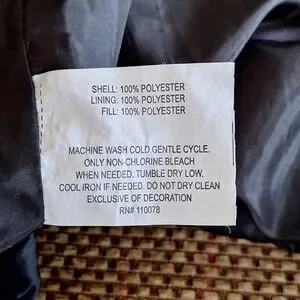 SHELL: 100% POLYESTER
LINING: 100% POLYESTER
FILL: 100% POLYESTER
MACHINE WASH COLD GENTLE CYCLE.
ONLY NON-CHLORINE BLEACH
WHEN NEEDED. TUMBLE DRY LOW.
COOL IRON IF NEEDED. DO NOT DRY CLEAN
EXCLUSIVE OF DECORATION
RN# 110078